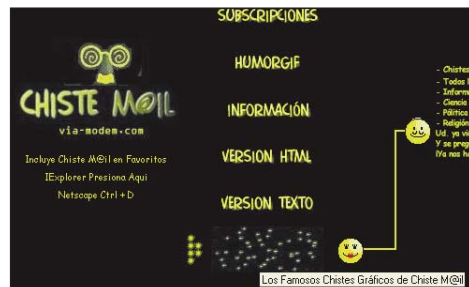 SUBSCRIPCIONES
HUMORGIF
CHISTE M@IL
via-modem.com
INFORMACIÓN
Incluye Chiste M@il en Favoritos
IExplorer Presiona Aqui
Netscape Ctrl + D
VERSION HTML
VERSION TEXTO
- Chistes
- Todas
- Inform
- Ciencia
- Política
- Religión
Ud. ya vi
Y se preg
¡Ya nos h
Los Famosos Chistes Gráficos de Chiste M@il